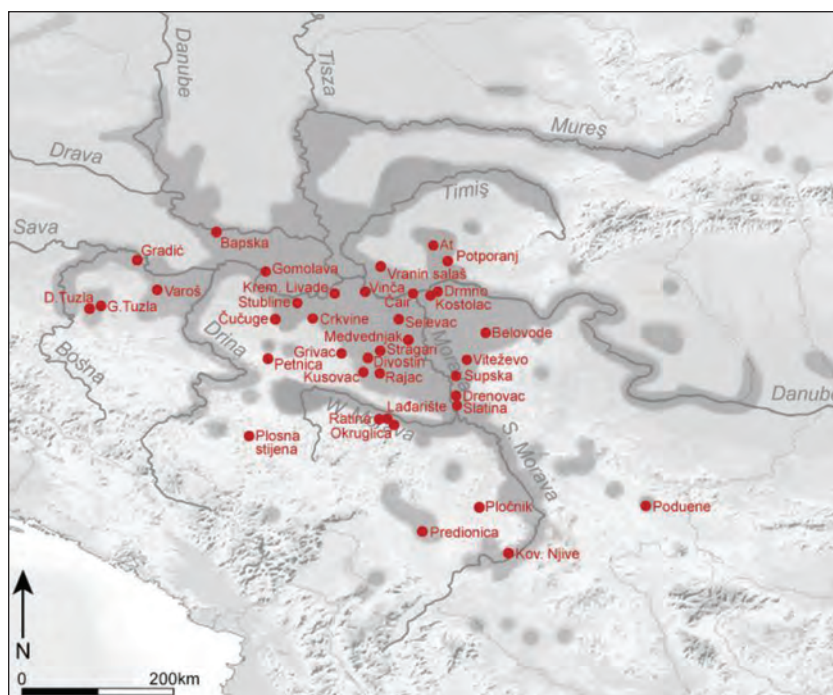 Danube
Tisza
Mureş
Drava
Timiş
Sava
Gradić
Bapska
At
Potporanj
Gomolava
Vranin salaš
Varoš
Krem. Livade
Vinča
Drmno
D.Tuzla
G.Tuzla
Stubline
Čair
Kostolac
Čučuge
Crkvine
Selevac
Belovode
Drina
Medvednjak
Morava
Bosna
Grivac
Stragari
Petnica
Divostin
Viteževo
Kusovac
Rajac
Supska
Danube
Drenovac
Lađarište
Slatina
Ratina
W. Morava
Okruglica
S. Morava
Plosna
stijena
Pločnik
Poduene
Predionica
Kov. Njive
N
0
200km